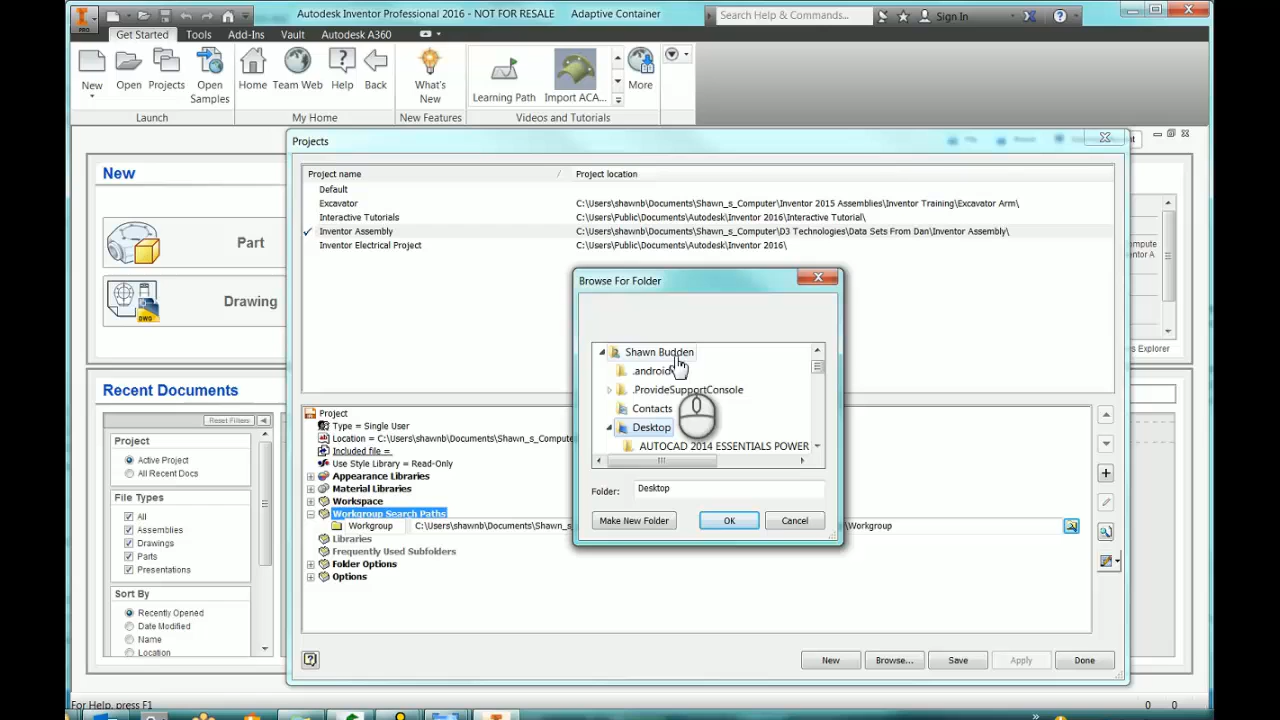 Autodesk Inventor Professional 2016 - NOT FOR RESALE Adaptive Container
Search Help & Commands...
Sign In
PRO
Get Started Tools Add-Ins Vault Autodesk A360
New Open Projects Open Samples
Home Team Web Help Back
What's New
Learning Path Import ACA... More
Launch My Home New Features Videos and Tutorials
Projects
New
Part
Drawing
DWG
Recent Documents
Reset Filters
Project
Active Project
All Recent Docs
File Types
All
Assemblies
Drawings
Parts
Presentations
Sort By
Recently Opened
Date Modified
Name
Location
Project name / Project location
Default
Excavator C:\Users\shawnb\Documents\Shawn_s_Computer\Inventor 2015 Assemblies\Inventor Training\Excavator Arm\
Interactive Tutorials C:\Users\Public\Documents\Autodesk\Inventor 2016\Interactive Tutorial\
Inventor Assembly C:\Users\shawnb\Documents\Shawn_s_Computer\D3 Technologies\Data Sets From Dan\Inventor Assembly\
Inventor Electrical Project C:\Users\Public\Documents\Autodesk\Inventor 2016\
Browse For Folder
Shawn Budden
.android
.ProvideSupportConsole
Contacts
Desktop
AUTOCAD 2014 ESSENTIALS POWER
Folder: Desktop
Make New Folder OK Cancel
Project
Type = Single User
Location = C:\Users\shawnb\Documents\Shawn_s_Compute
Included file =
Use Style Library = Read-Only
Appearance Libraries
Material Libraries
Workspace
Workgroup Search Paths
Workgroup C:\Users\shawnb\Documents\Shawn_s_ \Workgroup
Libraries
Frequently Used Subfolders
Folder Options
Options
New Browse... Save Apply Done
For Help, press F1
0 0